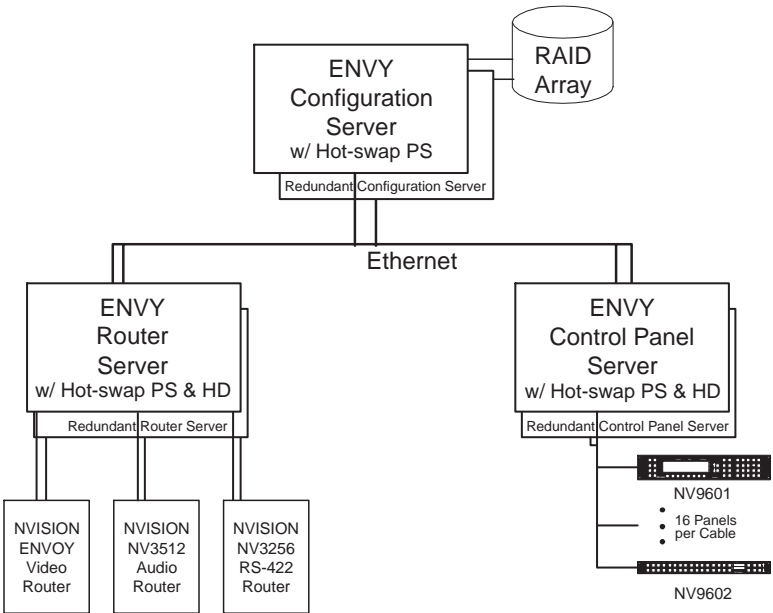 ENVY
Configuration
Server
w/ Hot-swap PS
RAID
Array
Redundant Configuration Server
Ethernet
ENVY
Router
Server
w/ Hot-swap PS & HD
Redundant Router Server
ENVY
Control Panel
Server
w/ Hot-swap PS & HD
Redundant Control Panel Server
NVISION
ENVOY
Video
Router
NVISION
NV3512
Audio
Router
NVISION
NV3256
RS-422
Router
NV9601
16 Panels
per Cable
NV9602